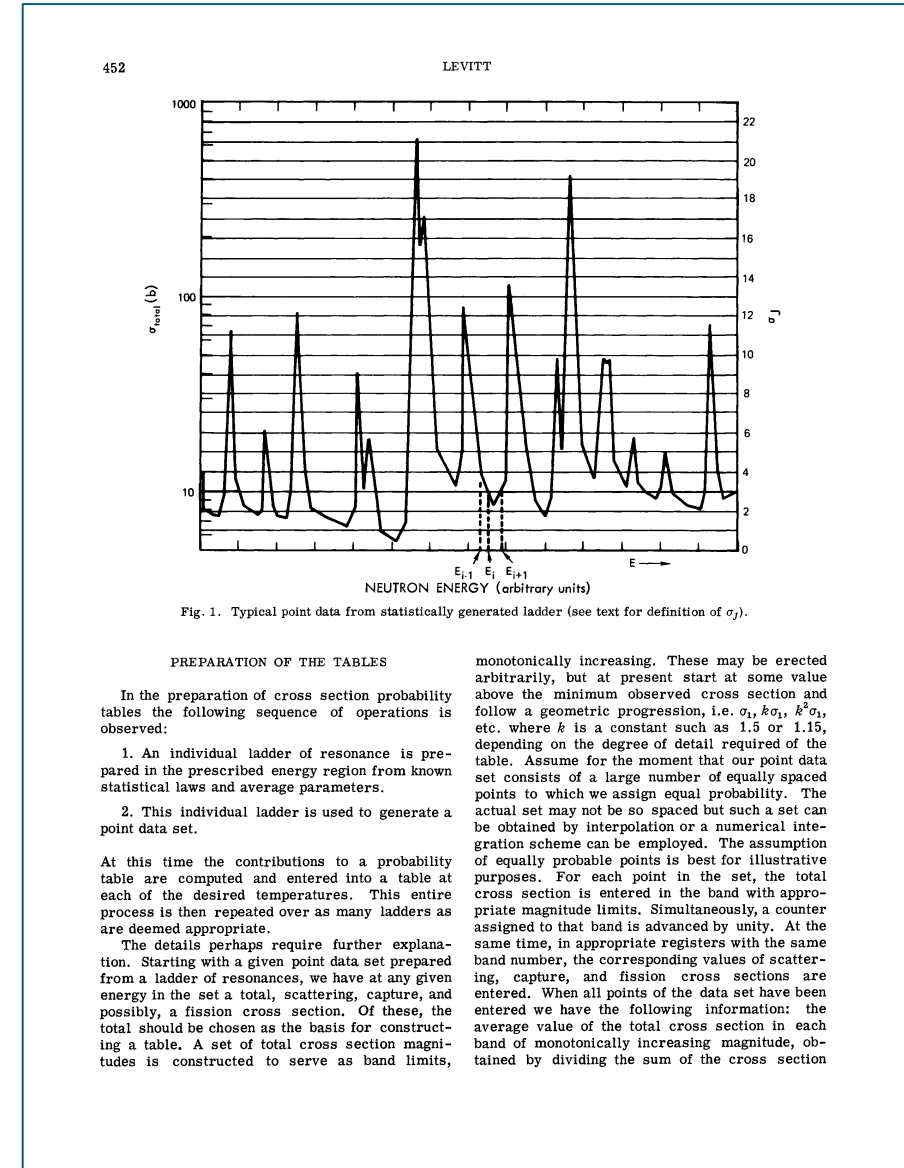 452
LEVITT
1000
100
10
σtotal (b)
22
20
18
16
14
12
10
8
6
4
2
0
σJ
Ei-1 Ei Ei+1
E
NEUTRON ENERGY (arbitrary units)
Fig. 1. Typical point data from statistically generated ladder (see text for definition of σJ).
PREPARATION OF THE TABLES
In the preparation of cross section probability
tables the following sequence of operations is
observed:
1. An individual ladder of resonance is pre-
pared in the prescribed energy region from known
statistical laws and average parameters.
2. This individual ladder is used to generate a
point data set.
At this time the contributions to a probability
table are computed and entered into a table at
each of the desired temperatures. This entire
process is then repeated over as many ladders as
are deemed appropriate.
The details perhaps require further explana-
tion. Starting with a given point data set prepared
from a ladder of resonances, we have at any given
energy in the set a total, scattering, capture, and
possibly, a fission cross section. Of these, the
total should be chosen as the basis for construct-
ing a table. A set of total cross section magni-
tudes is constructed to serve as band limits,
monotonically increasing. These may be erected
arbitrarily, but at present start at some value
above the minimum observed cross section and
follow a geometric progression, i.e. σ1, kσ1, k²σ1,
etc. where k is a constant such as 1.5 or 1.15,
depending on the degree of detail required of the
table. Assume for the moment that our point data
set consists of a large number of equally spaced
points to which we assign equal probability. The
actual set may not be so spaced but such a set can
be obtained by interpolation or a numerical inte-
gration scheme can be employed. The assumption
of equally probable points is best for illustrative
purposes. For each point in the set, the total
cross section is entered in the band with appro-
priate magnitude limits. Simultaneously, a counter
assigned to that band is advanced by unity. At the
same time, in appropriate registers with the same
band number, the corresponding values of scatter-
ing, capture, and fission cross sections are
entered. When all points of the data set have been
entered we have the following information: the
average value of the total cross section in each
band of monotonically increasing magnitude, ob-
tained by dividing the sum of the cross section